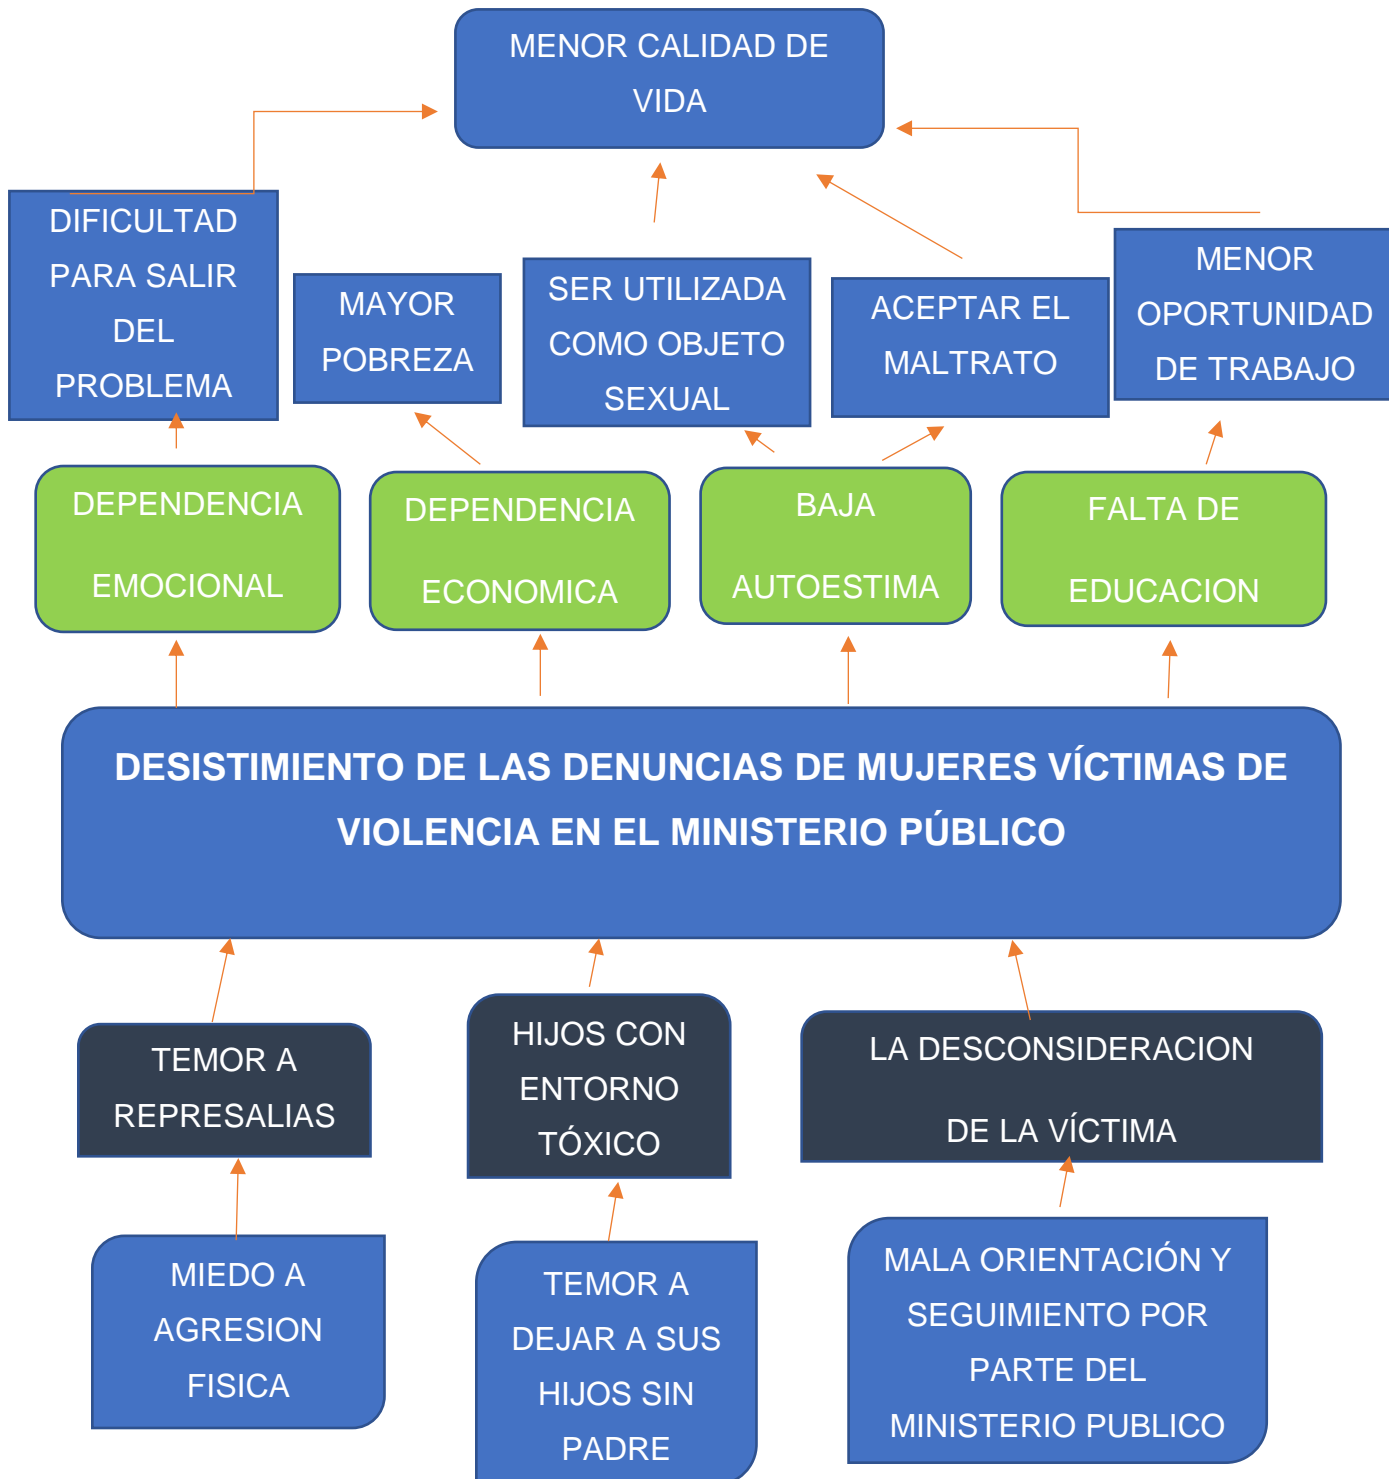 MENOR CALIDAD DE
VIDA
DIFICULTAD
PARA SALIR
DEL
PROBLEMA
MAYOR
POBREZA
SER UTILIZADA
COMO OBJETO
SEXUAL
ACEPTAR EL
MALTRATO
MENOR
OPORTUNIDAD
DE TRABAJO
DEPENDENCIA
EMOCIONAL
DEPENDENCIA
ECONOMICA
BAJA
AUTOESTIMA
FALTA DE
EDUCACION
DESISTIMIENTO DE LAS DENUNCIAS DE MUJERES VÍCTIMAS DE
VIOLENCIA EN EL MINISTERIO PÚBLICO
TEMOR A
REPRESALIAS
HIJOS CON
ENTORNO
TÓXICO
LA DESCONSIDERACION
DE LA VÍCTIMA
MIEDO A
AGRESION
FISICA
TEMOR A
DEJAR A SUS
HIJOS SIN
PADRE
MALA ORIENTACIÓN Y
SEGUIMIENTO POR
PARTE DEL
MINISTERIO PUBLICO